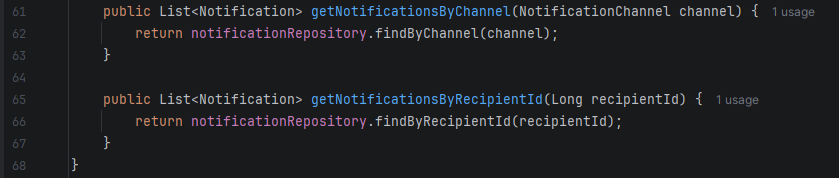 61 public List<Notification> getNotificationsByChannel(NotificationChannel channel) { 1 usage
62 return notificationRepository.findByChannel(channel);
63 }
64
65 public List<Notification> getNotificationsByRecipientId(Long recipientId) { 1 usage
66 return notificationRepository.findByRecipientId(recipientId);
67 }
68 }